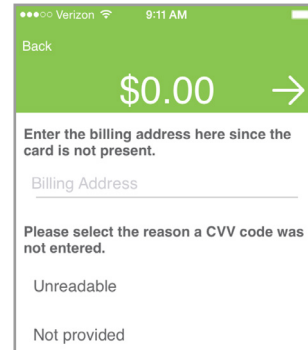 Verizon 9:11 AM
Back
$0.00
Enter the billing address here since the
card is not present.
Billing Address
Please select the reason a CVV code was
not entered.
Unreadable
Not provided